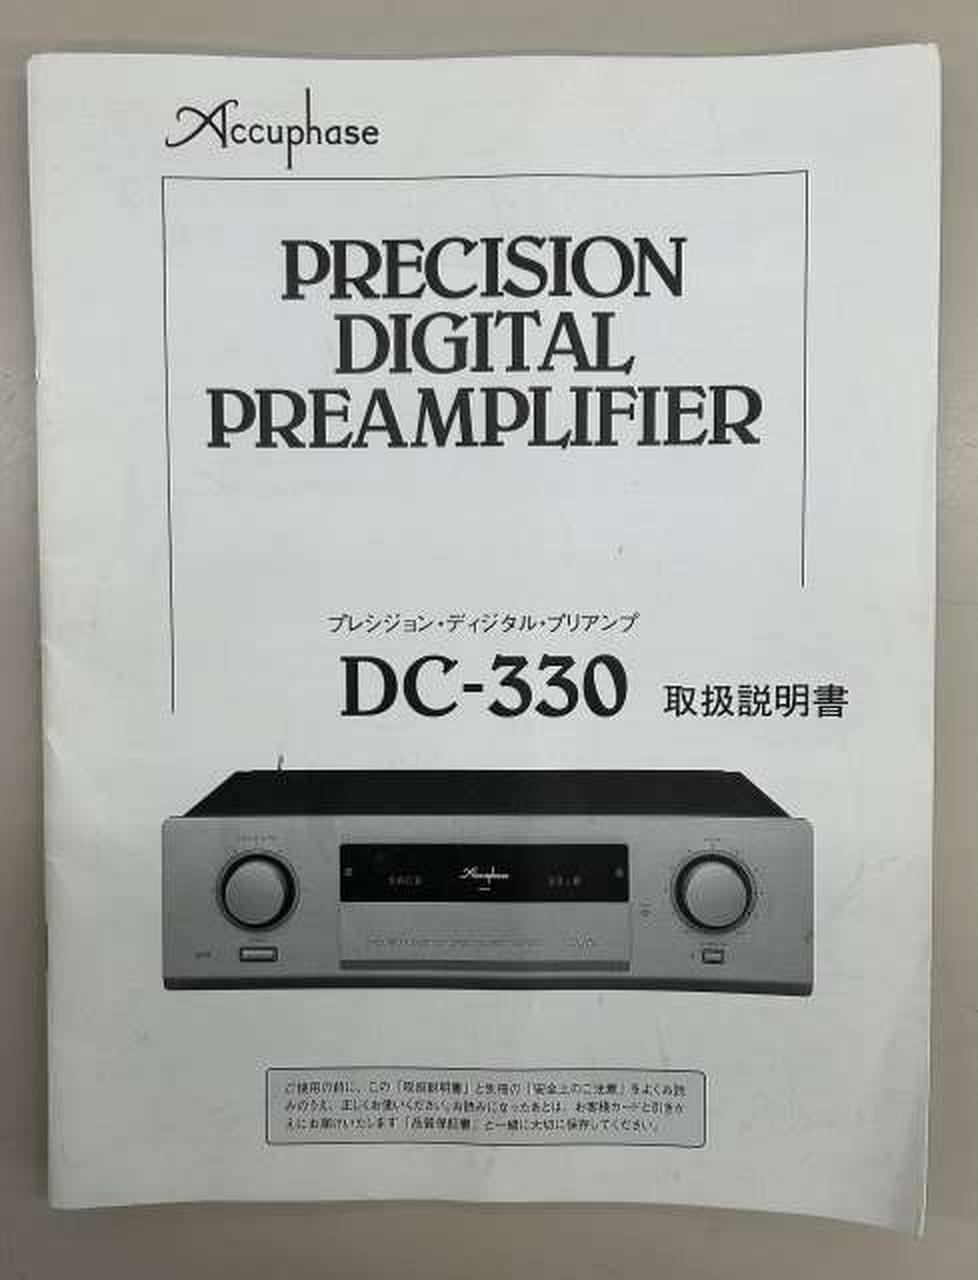 Accuphase
PRECISION
DIGITAL
PREAMPLIFIER
プレシジョン・ディジタル・プリアンプ
DC-330 取扱説明書
Accuphase
ご使用の前に、この「取扱説明書」と別冊の「安全上のご注意」をよくお読
みのうえ、正しくお使いください。お読みになったあとは、お客様カードと引きか
えにお届けいたします「品質保証書」と一緒に大切に保存してください。